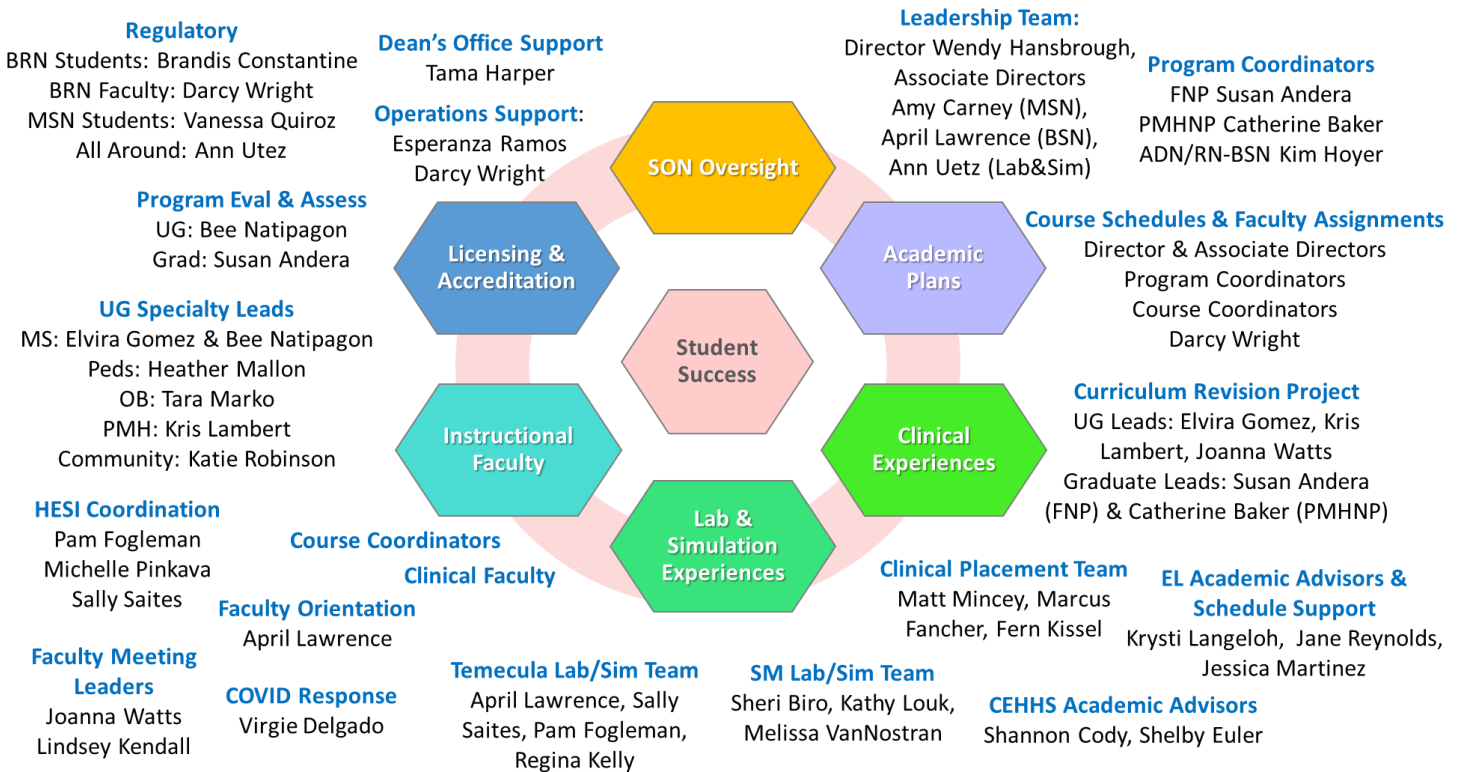 Regulatory
BRN Students: Brandis Constantine
BRN Faculty: Darcy Wright
MSN Students: Vanessa Quiroz
All Around: Ann Utez
Dean’s Office Support
Tama Harper
Operations Support:
Esperanza Ramos
Darcy Wright
Leadership Team:
Director Wendy Hansbrough,
Associate Directors
Amy Carney (MSN),
April Lawrence (BSN),
Ann Uetz (Lab&Sim)
Program Coordinators
FNP Susan Andera
PMHNP Catherine Baker
ADN/RN-BSN Kim Hoyer
Program Eval & Assess
UG: Bee Natipagon
Grad: Susan Andera
SON Oversight
Licensing &
Accreditation
Academic
Plans
Course Schedules & Faculty Assignments
Director & Associate Directors
Program Coordinators
Course Coordinators
Darcy Wright
UG Specialty Leads
MS: Elvira Gomez & Bee Natipagon
Peds: Heather Mallon
OB: Tara Marko
PMH: Kris Lambert
Community: Katie Robinson
Student
Success
Instructional
Faculty
Clinical
Experiences
Curriculum Revision Project
UG Leads: Elvira Gomez, Kris
Lambert, Joanna Watts
Graduate Leads: Susan Andera
(FNP) & Catherine Baker (PMHNP)
HESI Coordination
Pam Fogleman
Michelle Pinkava
Sally Saites
Course Coordinators
Clinical Faculty
Lab &
Simulation
Experiences
Faculty Orientation
April Lawrence
Clinical Placement Team
Matt Mincey, Marcus
Fancher, Fern Kissel
EL Academic Advisors &
Schedule Support
Krysti Langeloh, Jane Reynolds,
Jessica Martinez
Faculty Meeting
Leaders
Joanna Watts
Lindsey Kendall
COVID Response
Virgie Delgado
Temecula Lab/Sim Team
April Lawrence, Sally
Saites, Pam Fogleman,
Regina Kelly
SM Lab/Sim Team
Sheri Biro, Kathy Louk,
Melissa VanNostran
CEHHS Academic Advisors
Shannon Cody, Shelby Euler